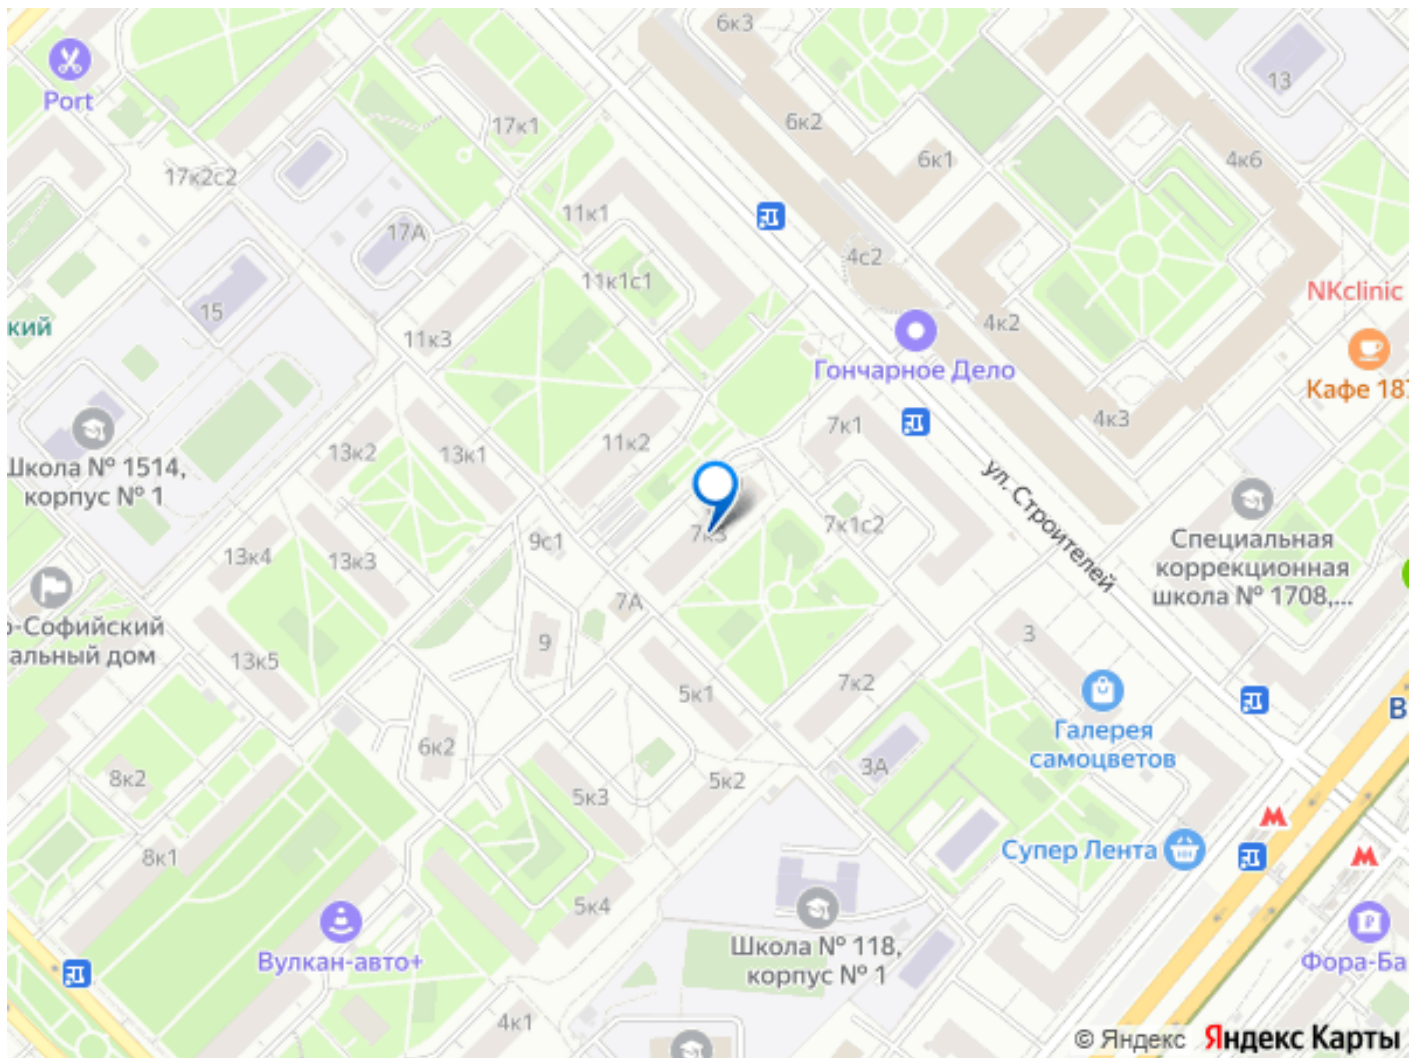 6к3
Port
13
17к1
6к2
6к1
4к6
17к2с2
11к1
17А
4с2
11к1с1
NKclinic
15
кий
4к2
11к3
Гончарное Дело
Кафе 187
7к1
4к3
11к2
13к2
13к1
Школа № 1514,
корпус № 1
ул. Строителей
7к3
7к1с2
9с1
Специальная
коррекционная
школа № 1708,...
13к4
13к3
7А
о-Софийский
альный дом
9
3
13к5
5к1
7к2
В
Галерея
самоцветов
6к2
3А
8к2
5к2
5к3
М
Супер Лента
М
8к1
5к4
Школа № 118,
корпус № 1
Вулкан-авто+
Фора-Ба
4к1
© Яндекс Яндекс Карты